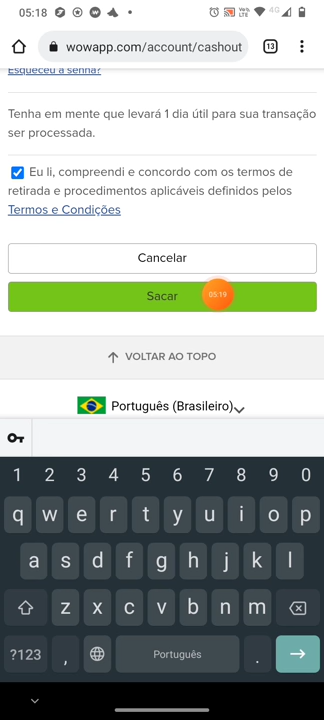 05:18
VoLTE 4G
wowapp.com/account/cashout
13
Esqueceu a senha?
Tenha em mente que levará 1 dia útil para sua transação
ser processada.
Eu li, compreendi e concordo com os termos de
retirada e procedimentos aplicáveis definidos pelos
Termos e Condições
Cancelar
Sacar
05:19
VOLTAR AO TOPO
Português (Brasileiro)
1 2 3 4 5 6 7 8 9 0
q w e r t y u i o p
a s d f g h j k l
z x c v b n m
?123 , Português .